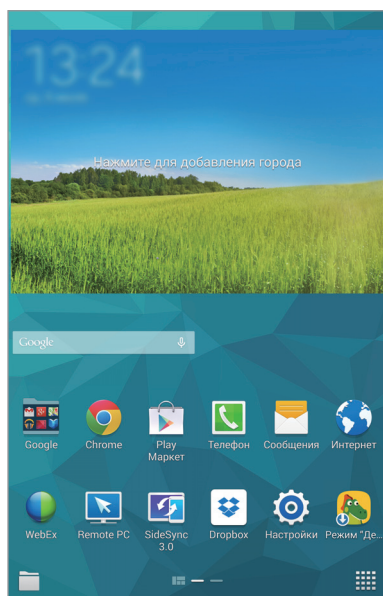 13:24
Нажмите для добавления города
Google
Google
Chrome
Play
Маркет
Телефон
Сообщения
Интернет
WebEx
Remote PC
SideSync
3.0
Dropbox
Настройки
Режим "Де...